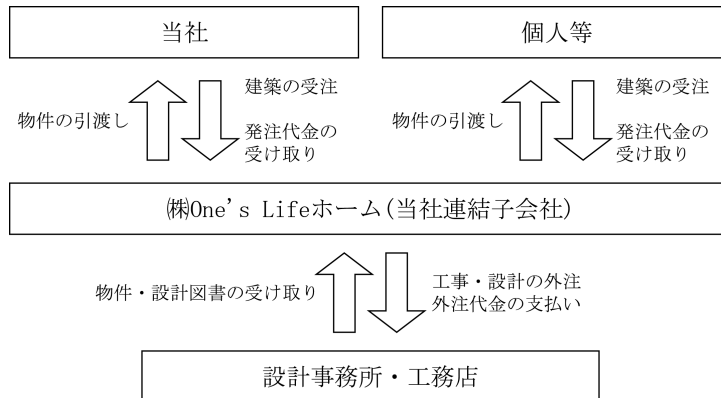 当社
個人等
物件の引渡し
建築の受注
発注代金の
受け取り
物件の引渡し
建築の受注
発注代金の
受け取り
㈱One's Lifeホーム(当社連結子会社)
物件・設計図書の受け取り
工事・設計の外注
外注代金の支払い
設計事務所・工務店